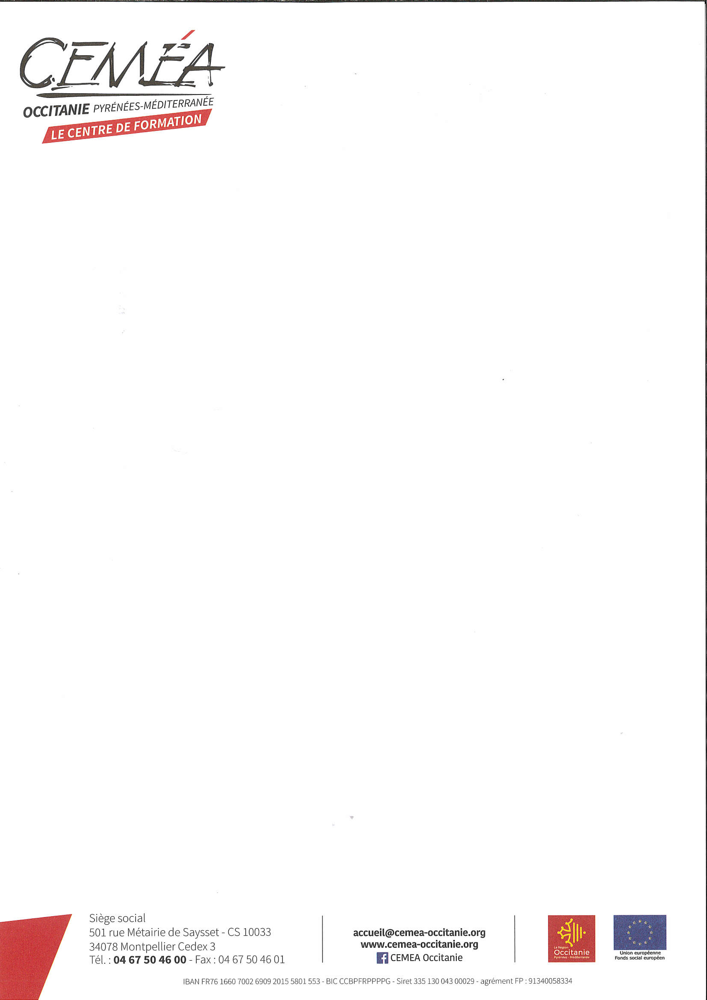 CEMÉA
OCCITANIE PYRÉNÉES-MÉDITERRANÉE
LE CENTRE DE FORMATION
Siège social
501 rue Métairie de Saysset - CS 10033
34078 Montpellier Cedex 3
Tél. : 04 67 50 46 00 - Fax : 04 67 50 46 01
accueil@cemea-occitanie.org
www.cemea-occitanie.org
CEMEA Occitanie
La Région
Occitanie
Pyrénées - Méditerranée
Union européenne
Fonds social européen
IBAN FR76 1660 7002 6909 2015 5801 553 - BIC CCBPFRPPPPG - Siret 335 130 043 00029 - agrément FP : 91340058334